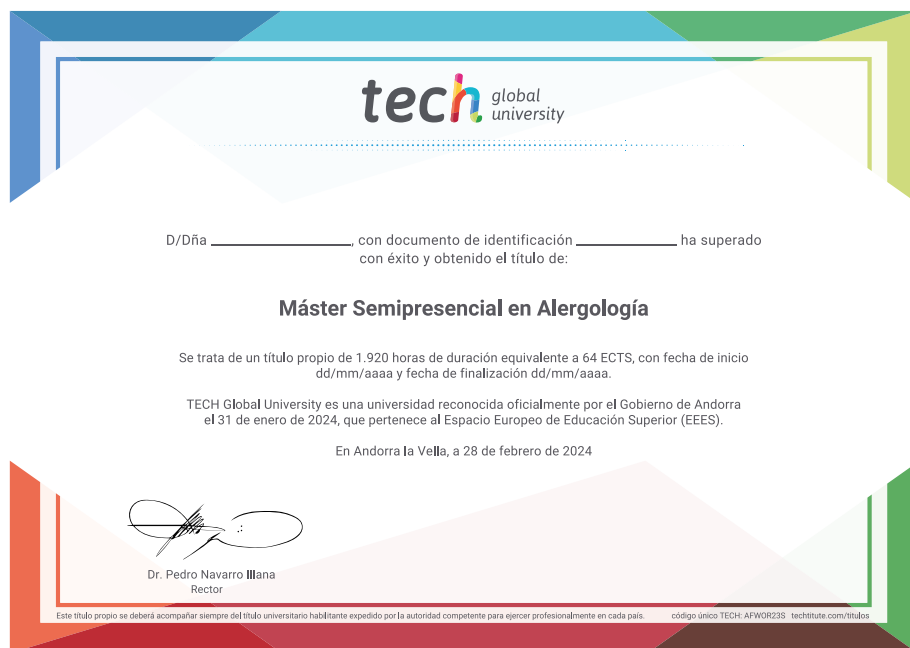 tech global university
D/Dña ____________, con documento de identificación ____________ ha superado
con éxito y obtenido el título de:
Máster Semipresencial en Alergología
Se trata de un título propio de 1.920 horas de duración equivalente a 64 ECTS, con fecha de inicio
dd/mm/aaaa y fecha de finalización dd/mm/aaaa.
TECH Global University es una universidad reconocida oficialmente por el Gobierno de Andorra
el 31 de enero de 2024, que pertenece al Espacio Europeo de Educación Superior (EEES).
En Andorra la Vella, a 28 de febrero de 2024
Dr. Pedro Navarro Illana
Rector
Este título propio se deberá acompañar siempre del título universitario habilitante expedido por la autoridad competente para ejercer profesionalmente en cada país. código único TECH: AFWOR23S techtitute.com/titulos